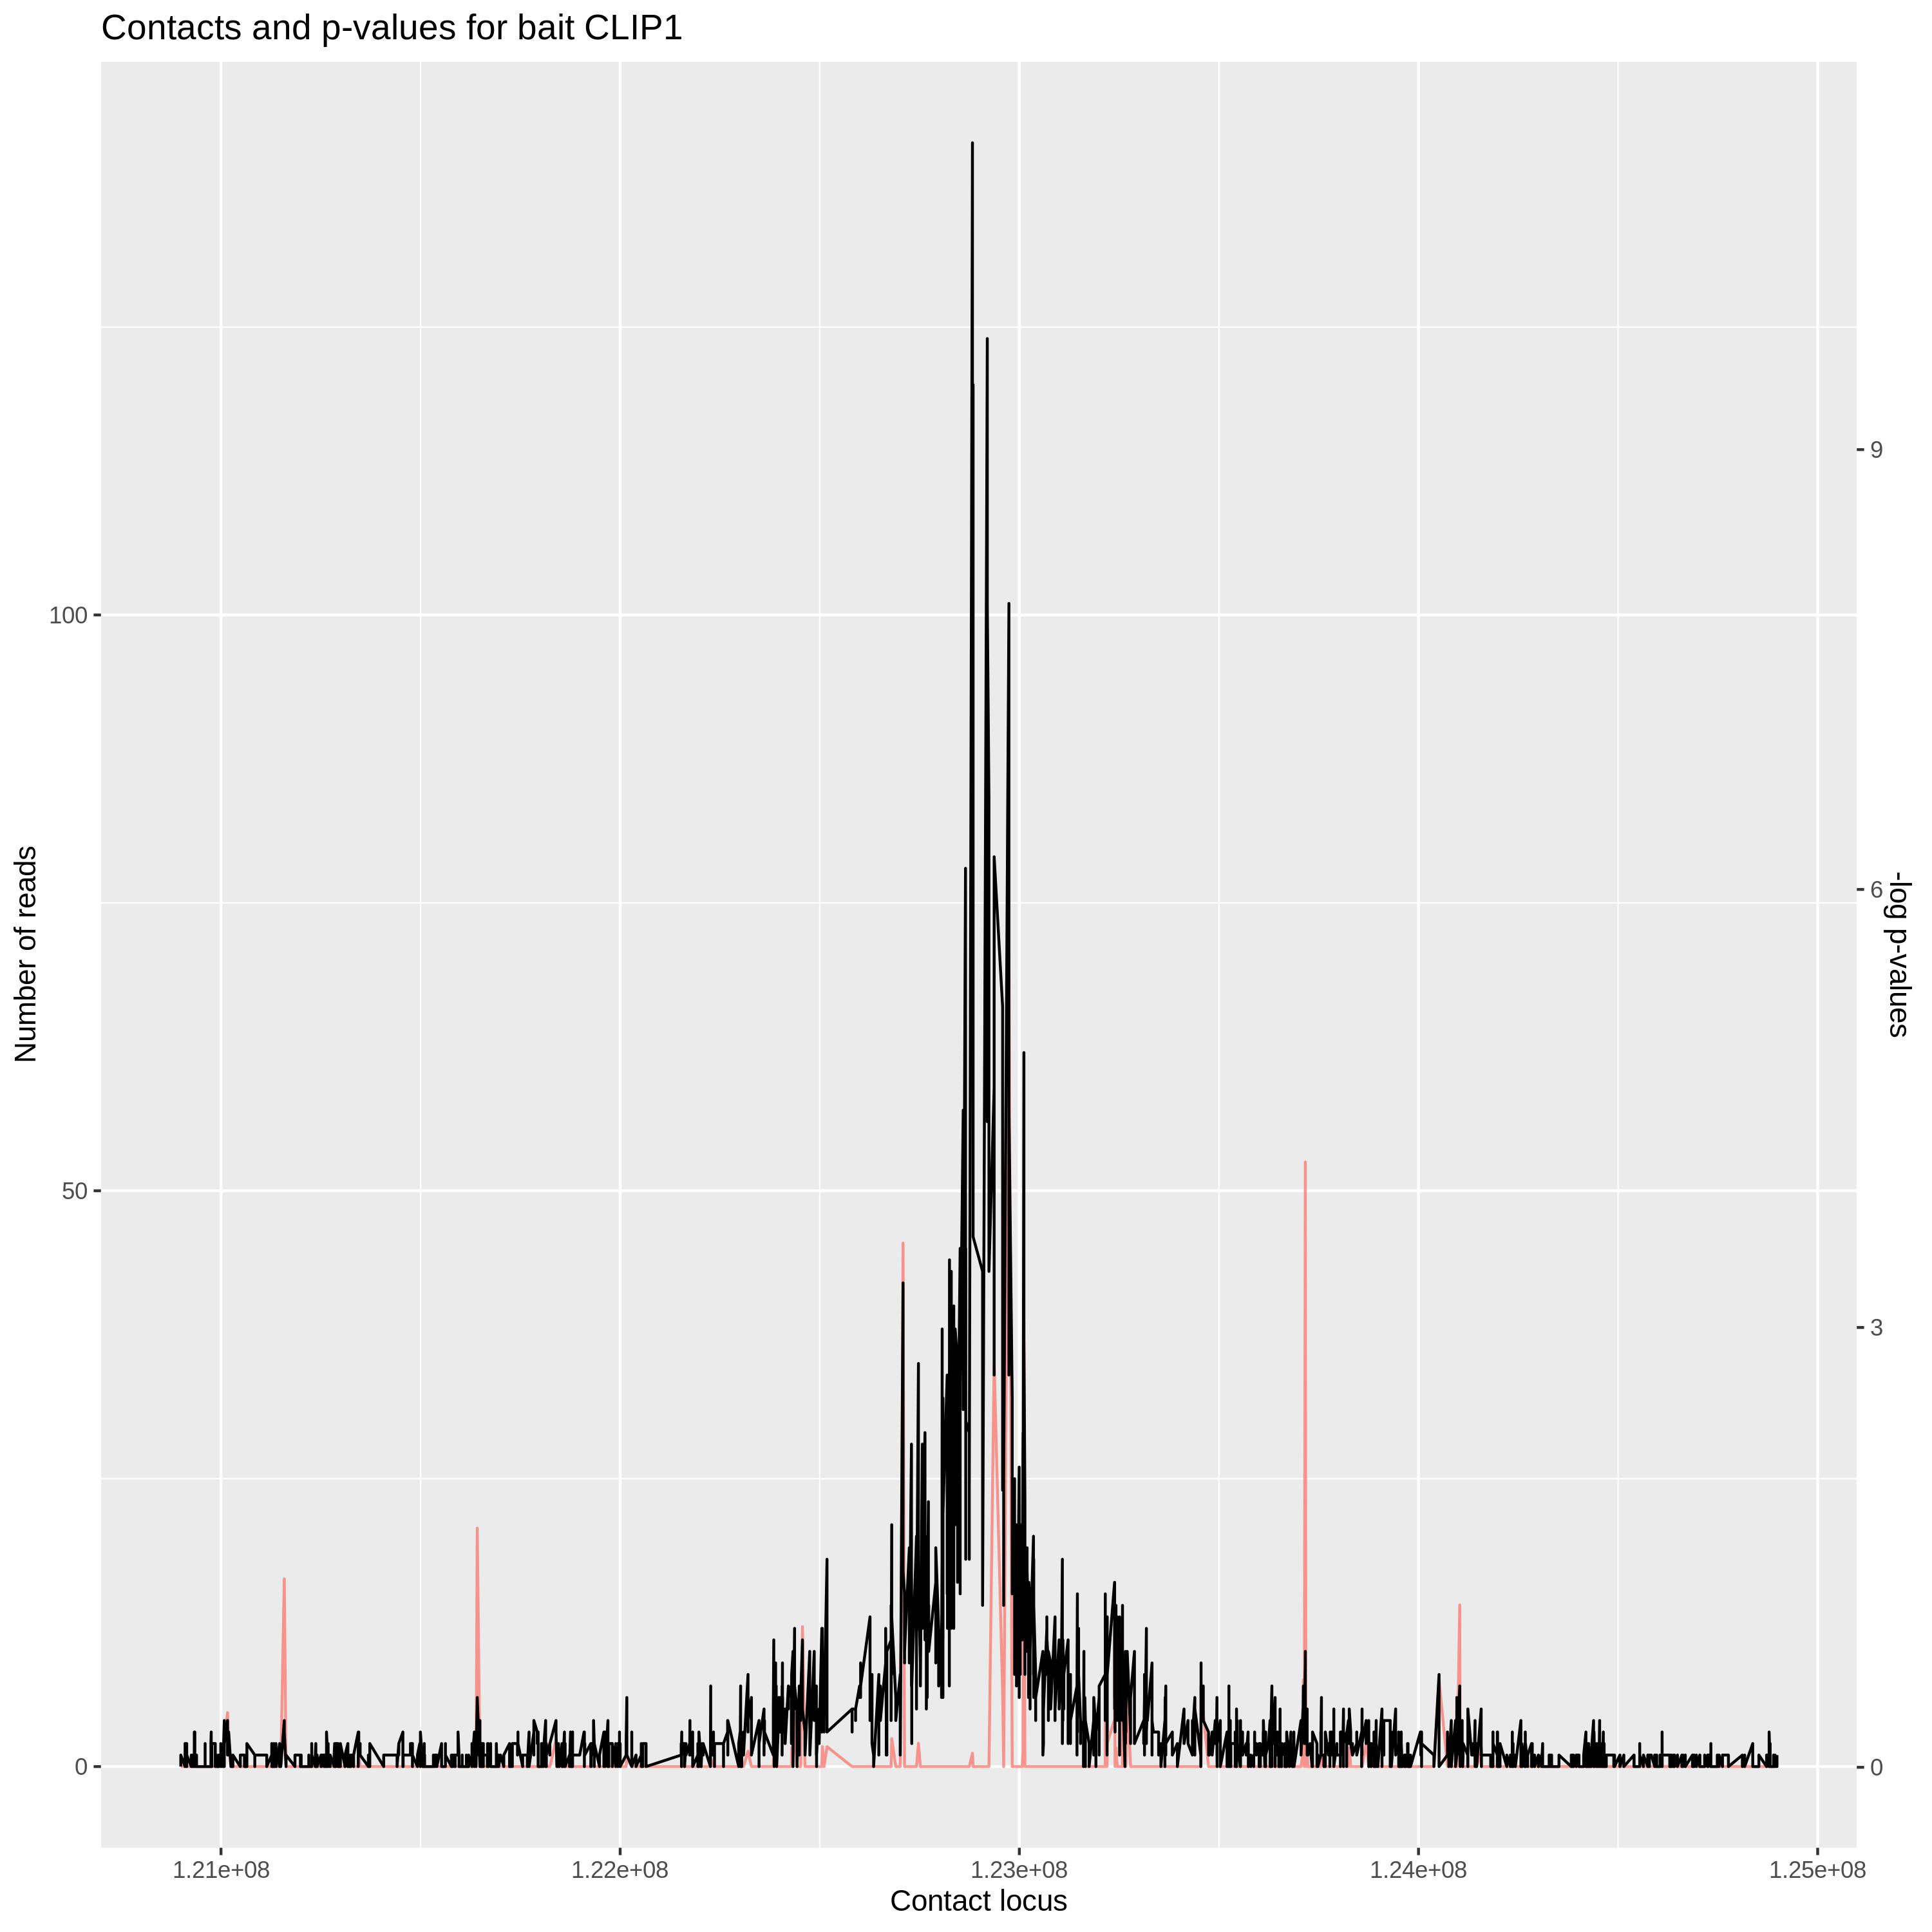 Contacts and p-values for bait CLIP1
Number of reads
100
50
0
9
6
3
0
-log p-values
1.21e+08
1.22e+08
1.23e+08
1.24e+08
1.25e+08
Contact locus